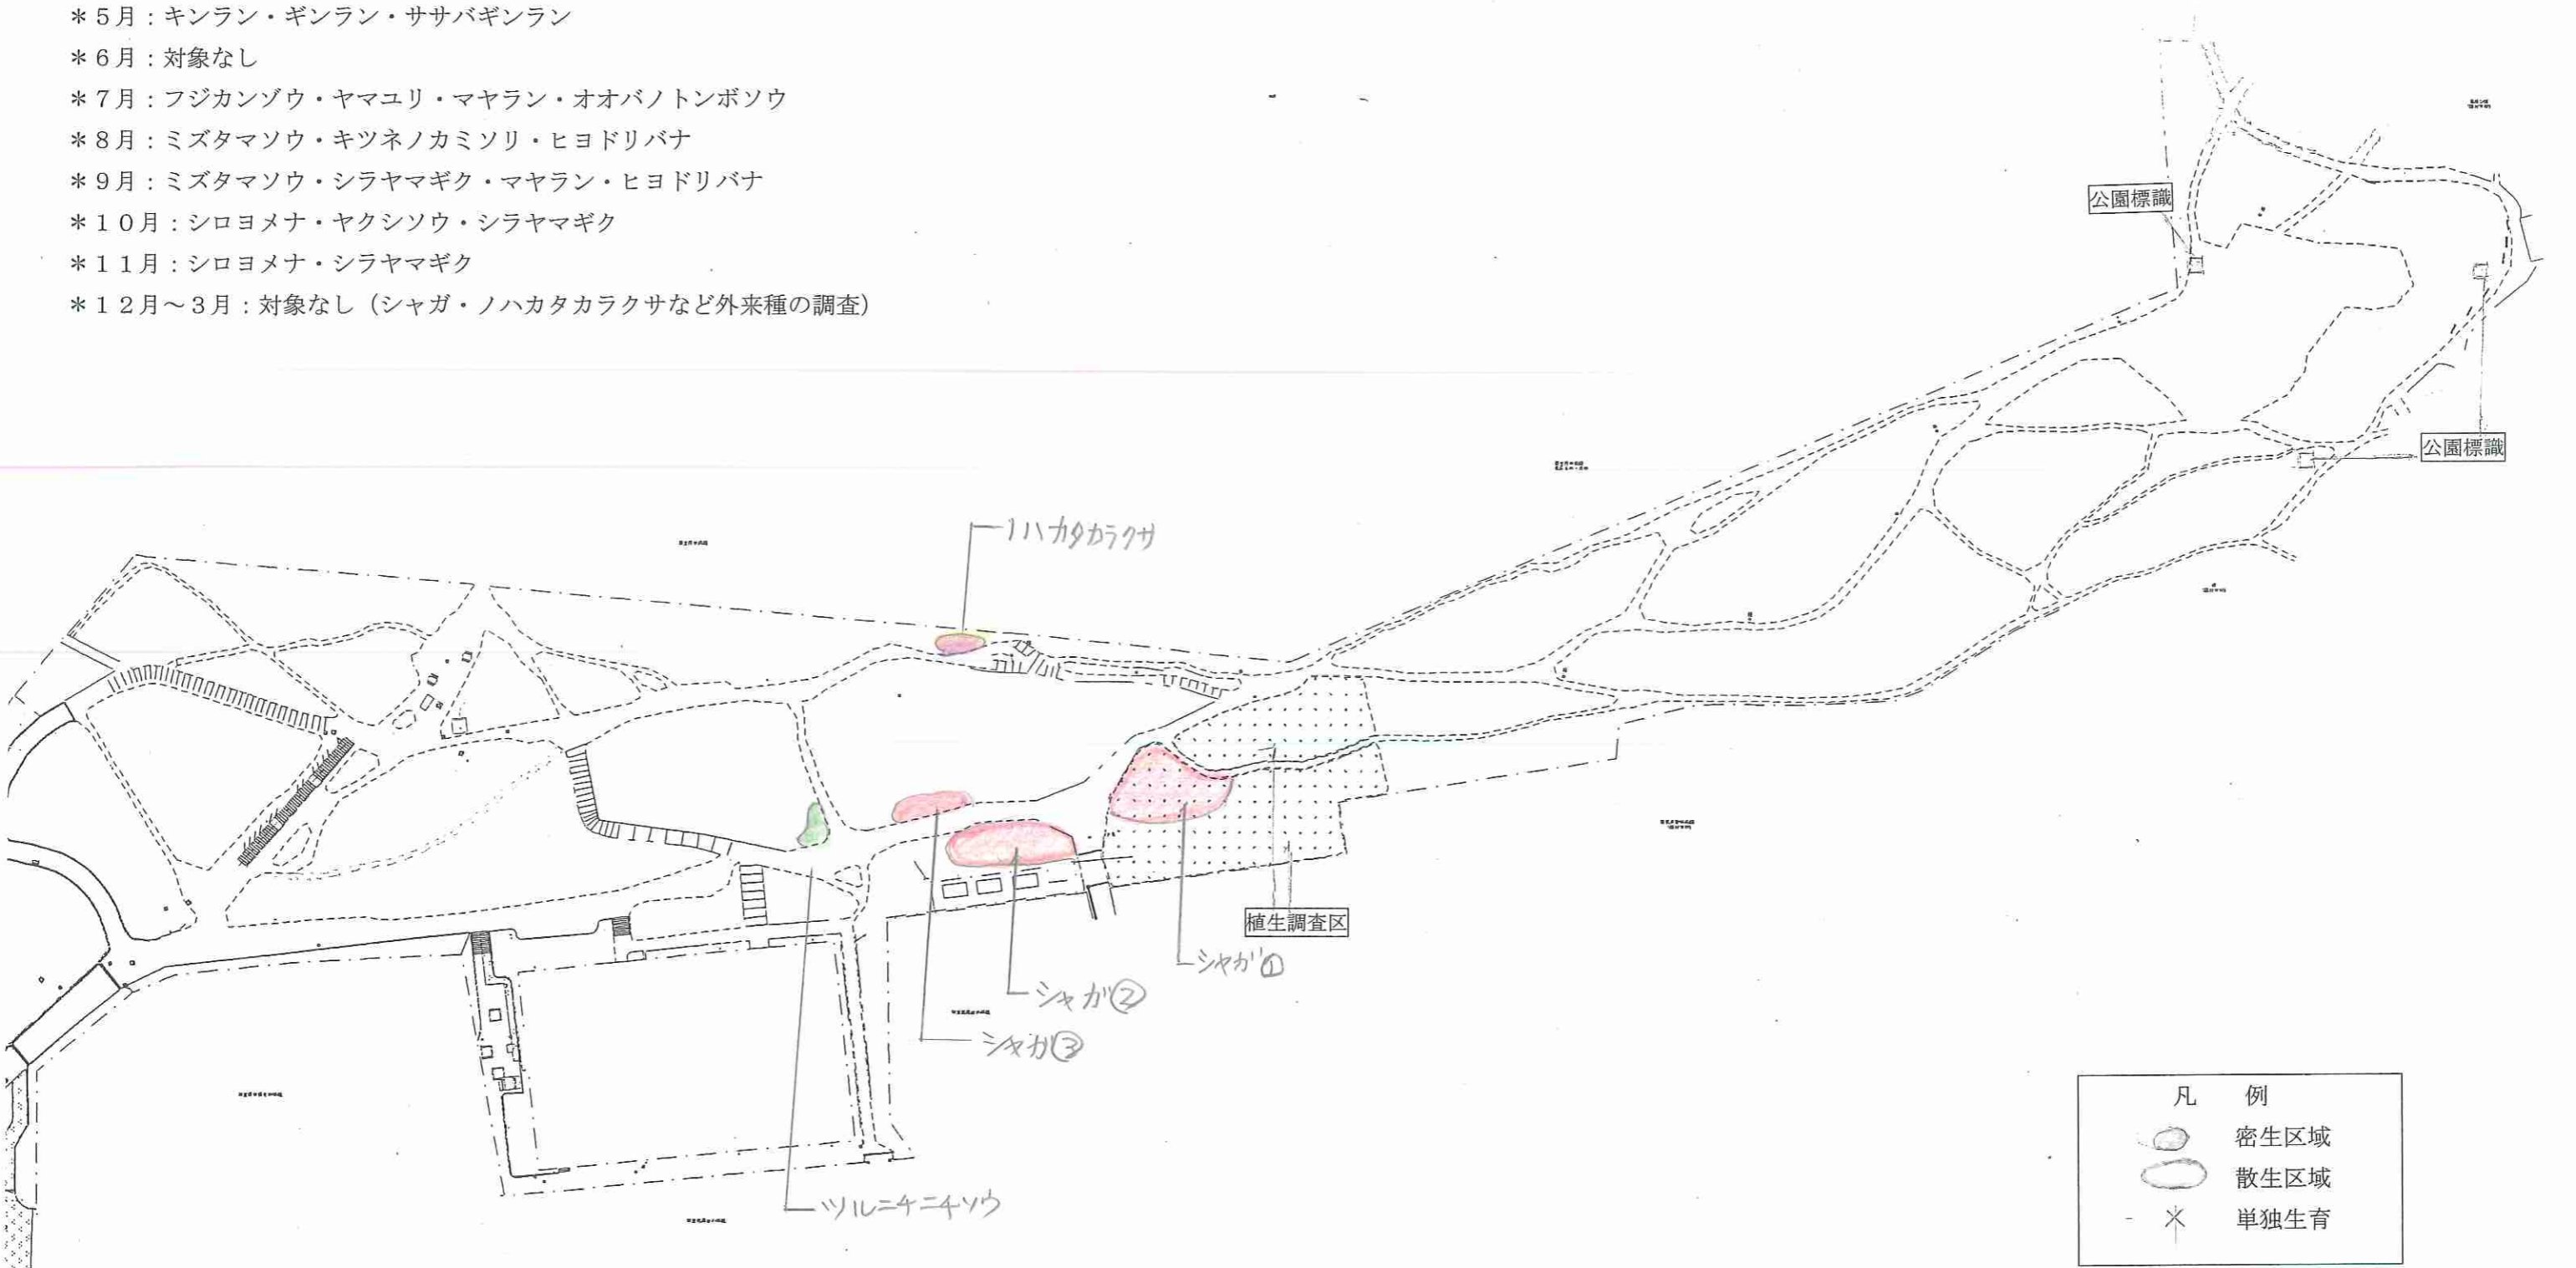 ＊５月：キンラン・ギンラン・ササバギンラン
＊６月：対象なし
＊７月：フジカンゾウ・ヤマユリ・マヤラン・オオバノトンボソウ
＊８月：ミズタマソウ・キツネノカミソリ・ヒヨドリバナ
＊９月：ミズタマソウ・シラヤマギク・マヤラン・ヒヨドリバナ
＊１０月：シロヨメナ・ヤクシソウ・シラヤマギク
＊１１月：シロヨメナ・シラヤマギク
＊１２月～３月：対象なし（シャガ・ノハカタカラクサなど外来種の調査）
公園標識
公園標識
ノハカタカラクサ
植生調査区
シャガ①
シャガ②
シャガ③
ツルニチニチソウ
凡　例
密生区域
散生区域
単独生育